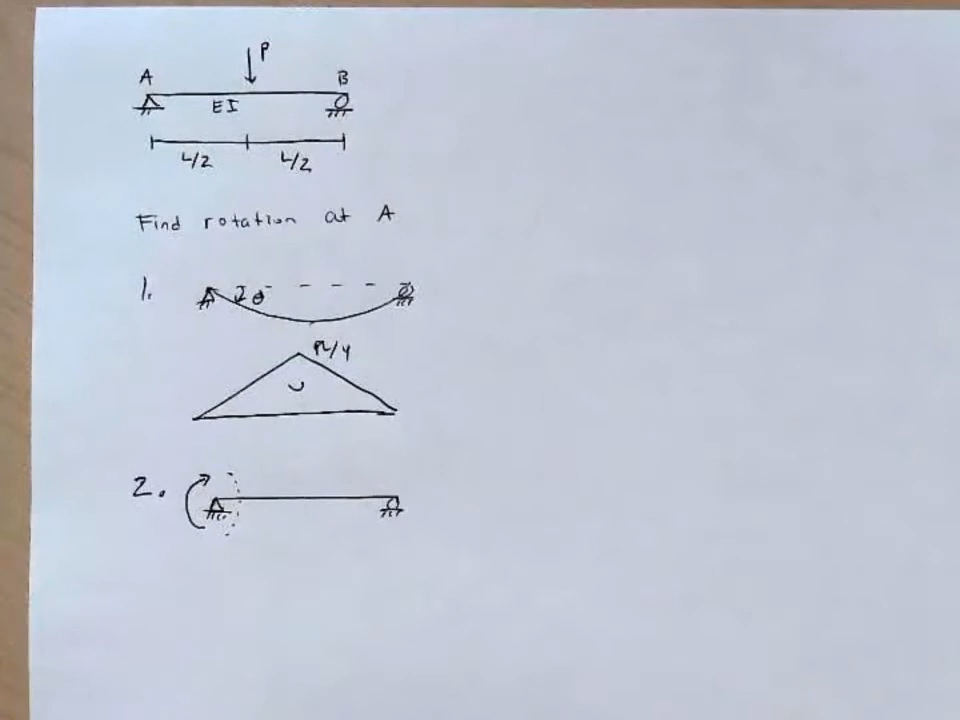 P
A B
EI
L/2 L/2
Find rotation at A
1.
θ
PL/4
2.